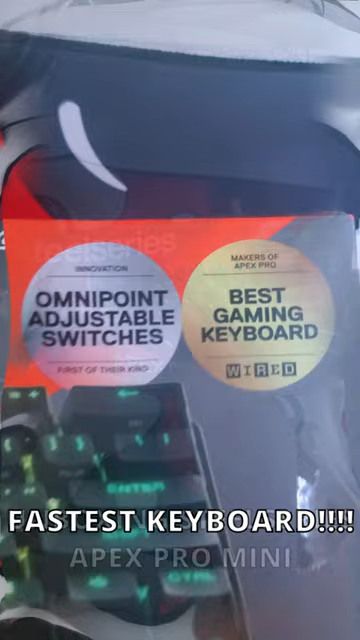 steelseries
INNOVATION
OMNIPOINT
ADJUSTABLE
SWITCHES
FIRST OF THEIR KIND
MAKERS OF
APEX PRO
BEST
GAMING
KEYBOARD
WIRED
ENTER
FASTEST KEYBOARD!!!!
APEX PRO MINI
CTRL